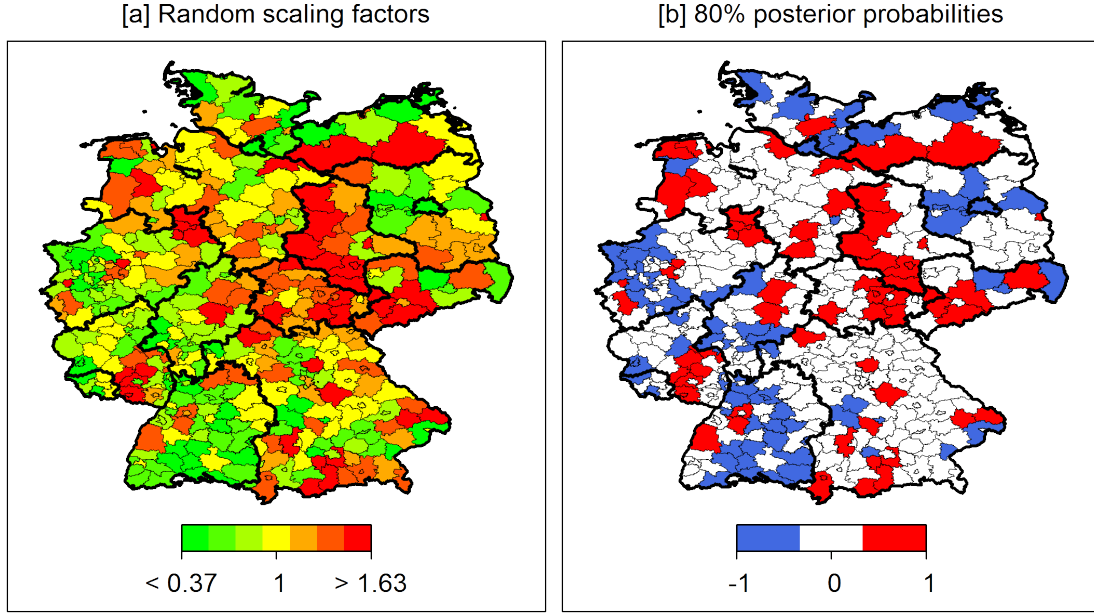 [a] Random scaling factors
[b] 80% posterior probabilities
< 0.37 1 > 1.63
-1 0 1